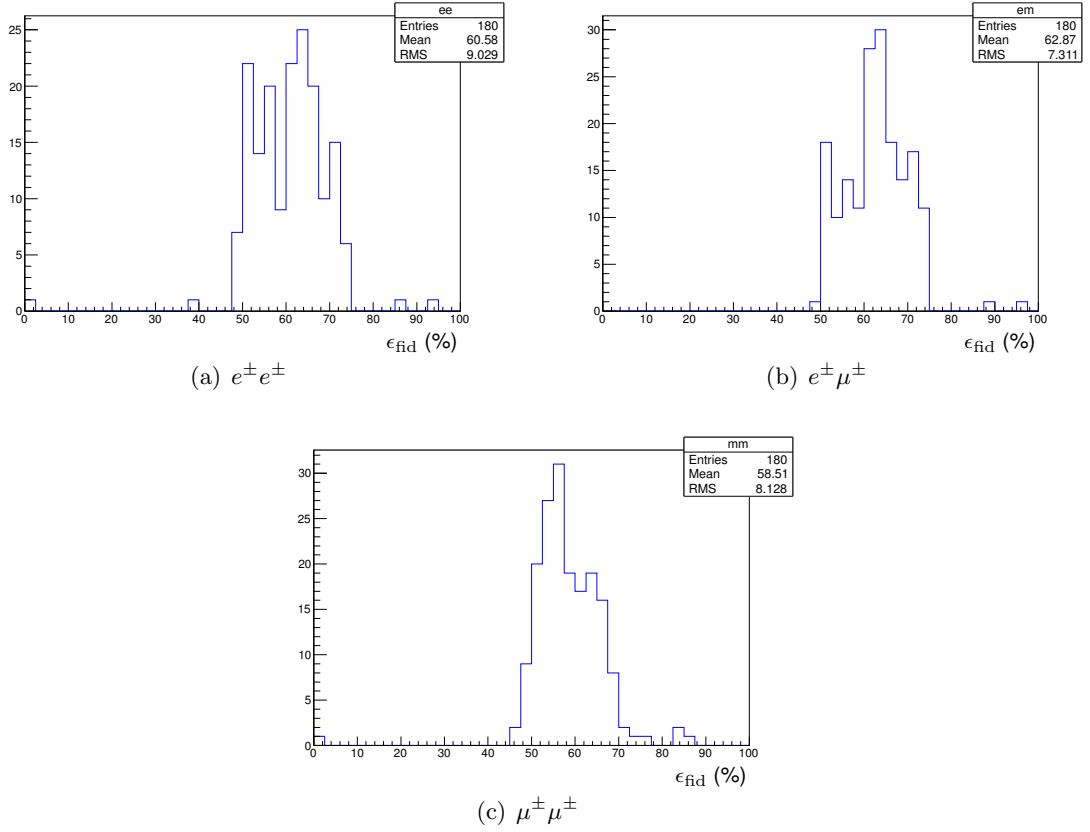 ee
Entries 180
Mean 60.58
RMS 9.029
25
20
15
10
5
0
0 10 20 30 40 50 60 70 80 90 100
ϵfid (%)
(a) e±e±
em
Entries 180
Mean 62.87
RMS 7.311
30
25
20
15
10
5
0
0 10 20 30 40 50 60 70 80 90 100
ϵfid (%)
(b) e±μ±
mm
Entries 180
Mean 58.51
RMS 8.128
30
25
20
15
10
5
0
0 10 20 30 40 50 60 70 80 90 100
ϵfid (%)
(c) μ±μ±